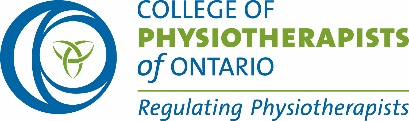 COLLEGE OF
PHYSIOTHERAPISTS
of ONTARIO
Regulating Physiotherapists